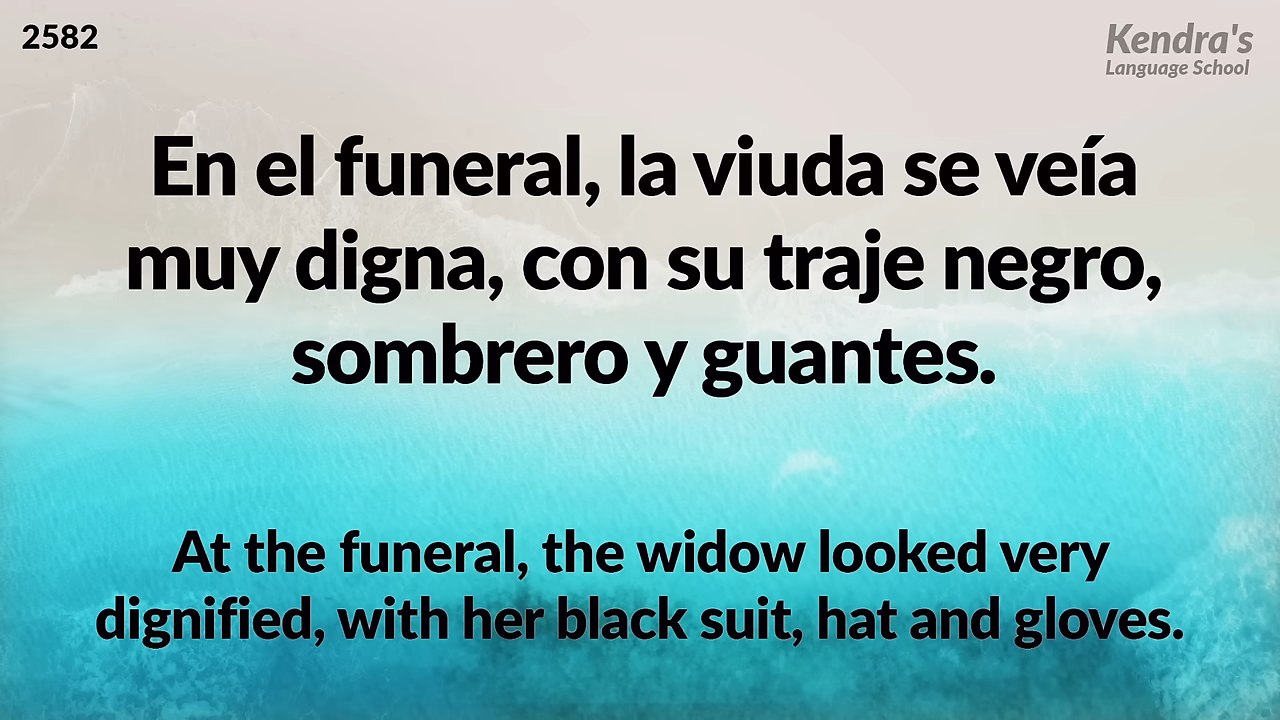 2582
Kendra's
Language School
En el funeral, la viuda se veía
muy digna, con su traje negro,
sombrero y guantes.
At the funeral, the widow looked very
dignified, with her black suit, hat and gloves.